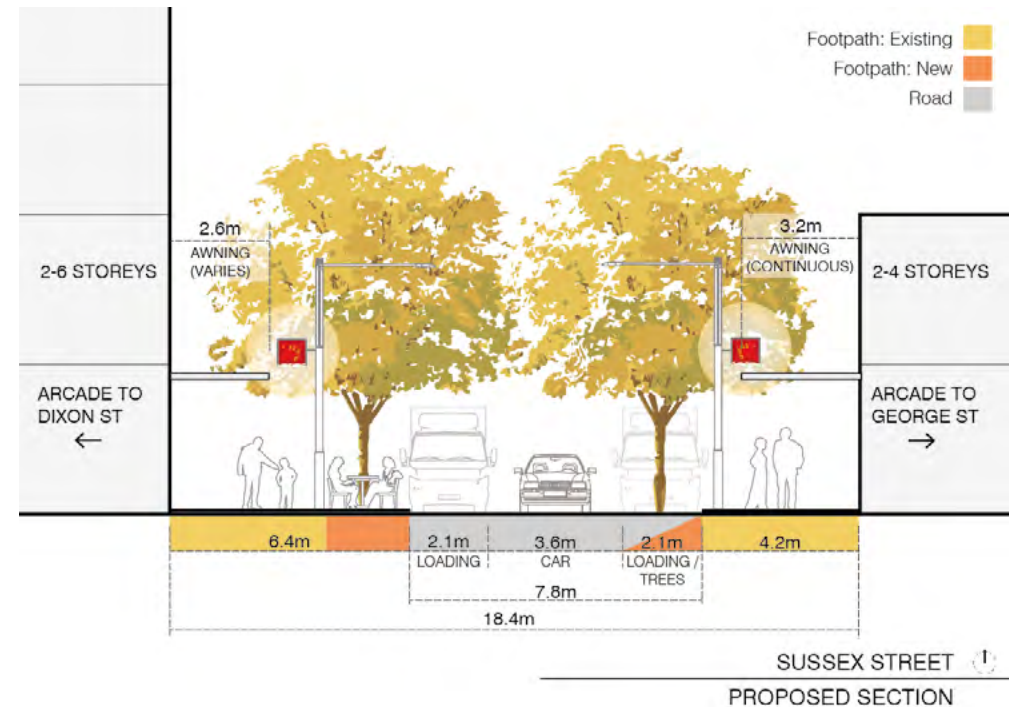 Footpath: Existing
Footpath: New
Road
2.6m
AWNING
(VARIES)
3.2m
AWNING
(CONTINUOUS)
2-6 STOREYS
2-4 STOREYS
ARCADE TO
DIXON ST
←
ARCADE TO
GEORGE ST
→
6.4m
2.1m
LOADING
3.6m
CAR
2.1m
LOADING /
TREES
4.2m
7.8m
18.4m
SUSSEX STREET
PROPOSED SECTION